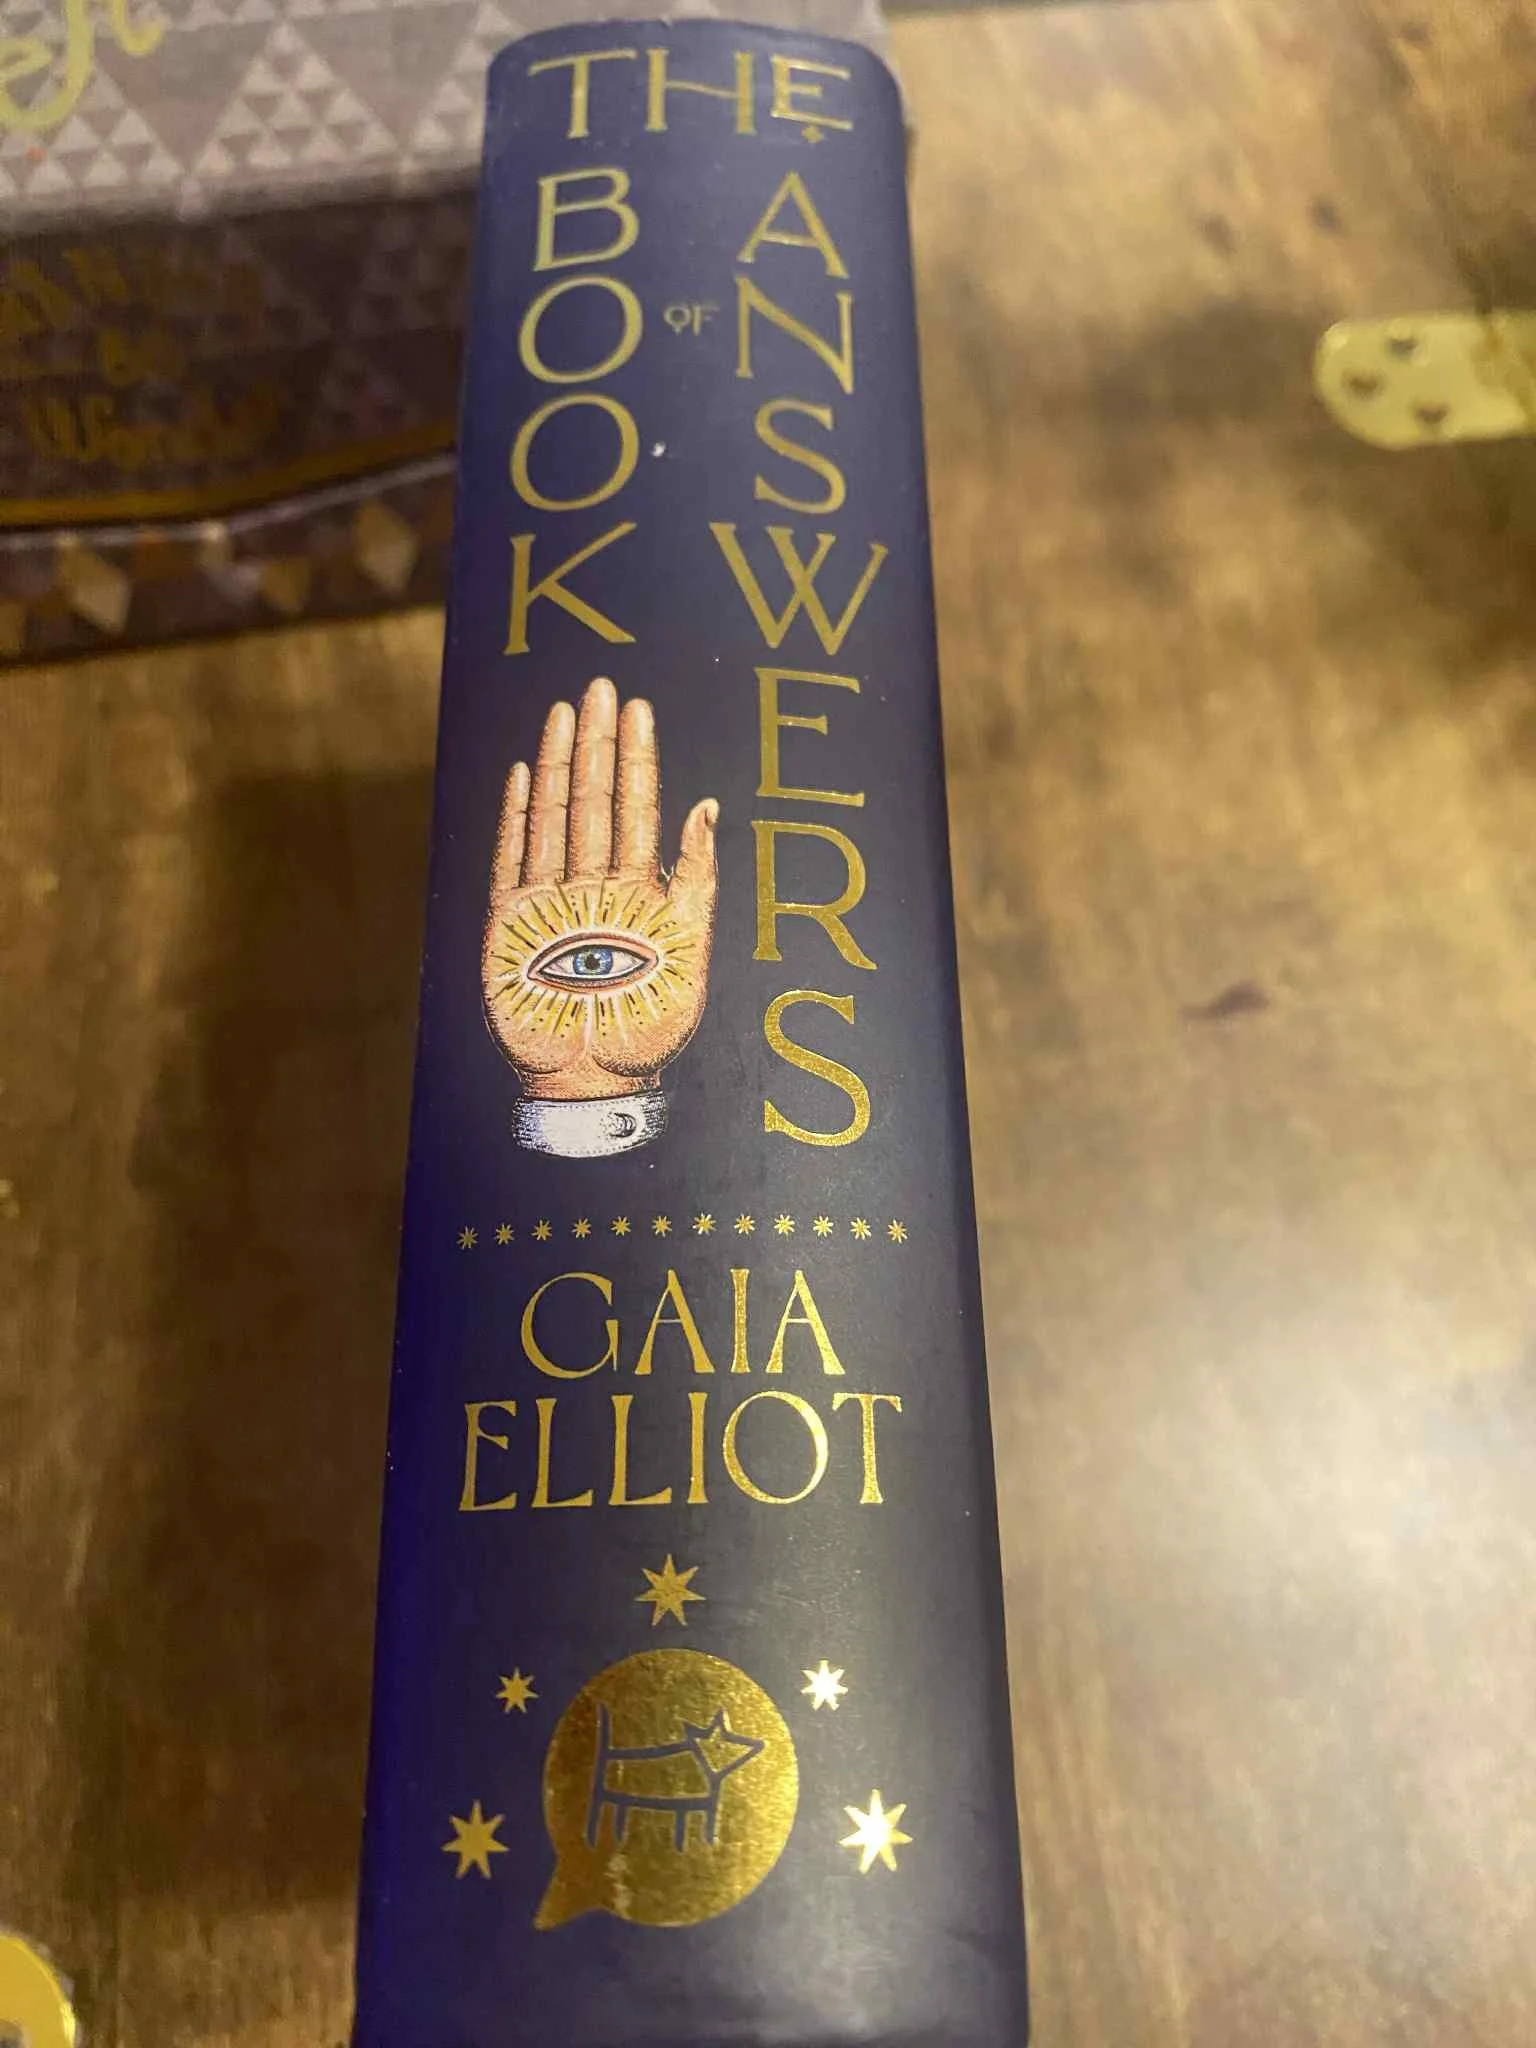 THE
BOOK
OF
ANSWERS
GAIA
ELLIOT